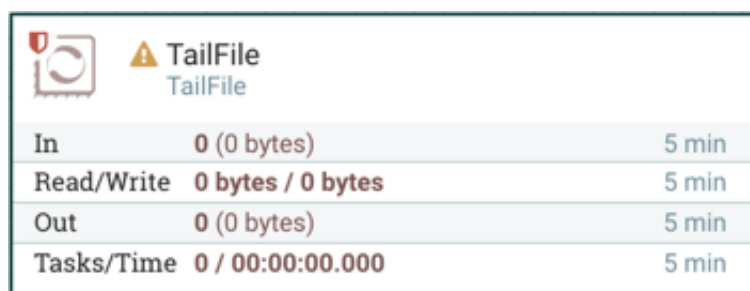 TailFile
TailFile
In 0 (0 bytes) 5 min
Read/Write 0 bytes / 0 bytes 5 min
Out 0 (0 bytes) 5 min
Tasks/Time 0 / 00:00:00.000 5 min